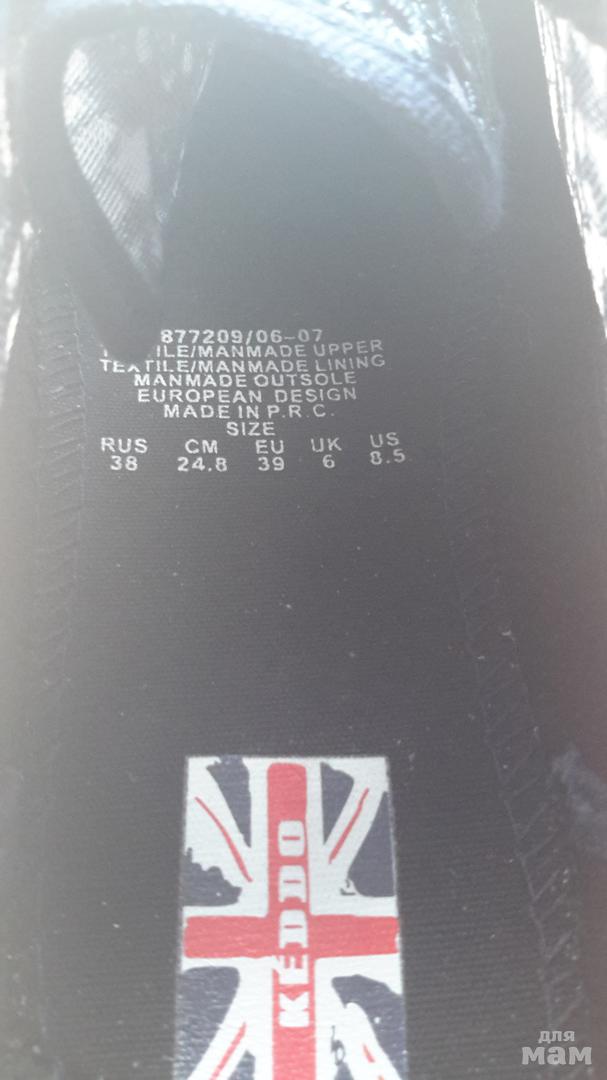 877209/06-07
TEXTILE/MANMADE UPPER
TEXTILE/MANMADE LINING
MANMADE OUTSOLE
EUROPEAN DESIGN
MADE IN P.R.C.
SIZE
RUS CM EU UK US
38 24.8 39 6 8.5
KEDDO
для
мам